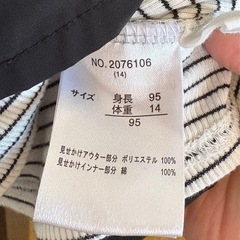 NO.2076106
(14)
サイズ 身長 95
体重 14
95
見せかけアウター部分 ポリエステル 100%
見せかけインナー部分 綿 100%